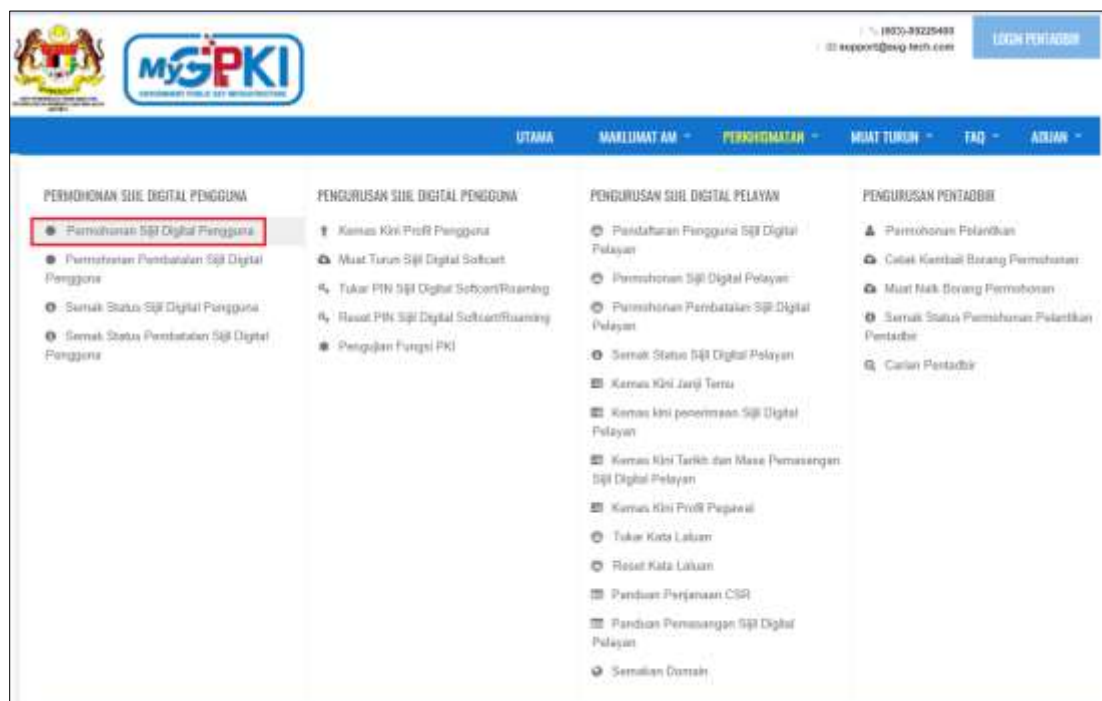 MyGPKI
GOVERNMENT PUBLIC KEY INFRASTRUCTURE
support@aug-tech.com
LOGIN PENTADBIR
UTAMA
MAKLUMAT AM
PERKHIDMATAN
MUAT TURUN
FAQ
ADUAN
PERMOHONAN SIJIL DIGITAL PENGGUNA
Permohonan Sijil Digital Pengguna
Permohonan Pembatalan Sijil Digital
Pengguna
Semak Status Sijil Digital Pengguna
Semak Status Pembatalan Sijil Digital
Pengguna
PENGURUSAN SIJIL DIGITAL PENGGUNA
Kemas Kini Profil Pengguna
Muat Turun Sijil Digital Softcert
Tukar PIN Sijil Digital Softcert/Roaming
Reset PIN Sijil Digital Softcert/Roaming
Pengujian Fungsi PKI
PENGURUSAN SIJIL DIGITAL PELAYAN
Pendaftaran Pengguna Sijil Digital
Pelayan
Permohonan Sijil Digital Pelayan
Permohonan Pembatalan Sijil Digital
Pelayan
Semak Status Sijil Digital Pelayan
Kemas Kini Janji Temu
Kemas kini penerimaan Sijil Digital
Pelayan
Kemas Kini Tarikh dan Masa Pemasangan
Sijil Digital Pelayan
Kemas Kini Profil Pegawai
Tukar Kata Laluan
Reset Kata Laluan
Panduan Penjanaan CSR
Panduan Pemasangan Sijil Digital
Pelayan
Semakan Domain
PENGURUSAN PENTADBIR
Permohonan Pelantikan
Cetak Kembali Borang Permohonan
Muat Naik Borang Permohonan
Semak Status Permohonan Pelantikan
Pentadbir
Carian Pentadbir